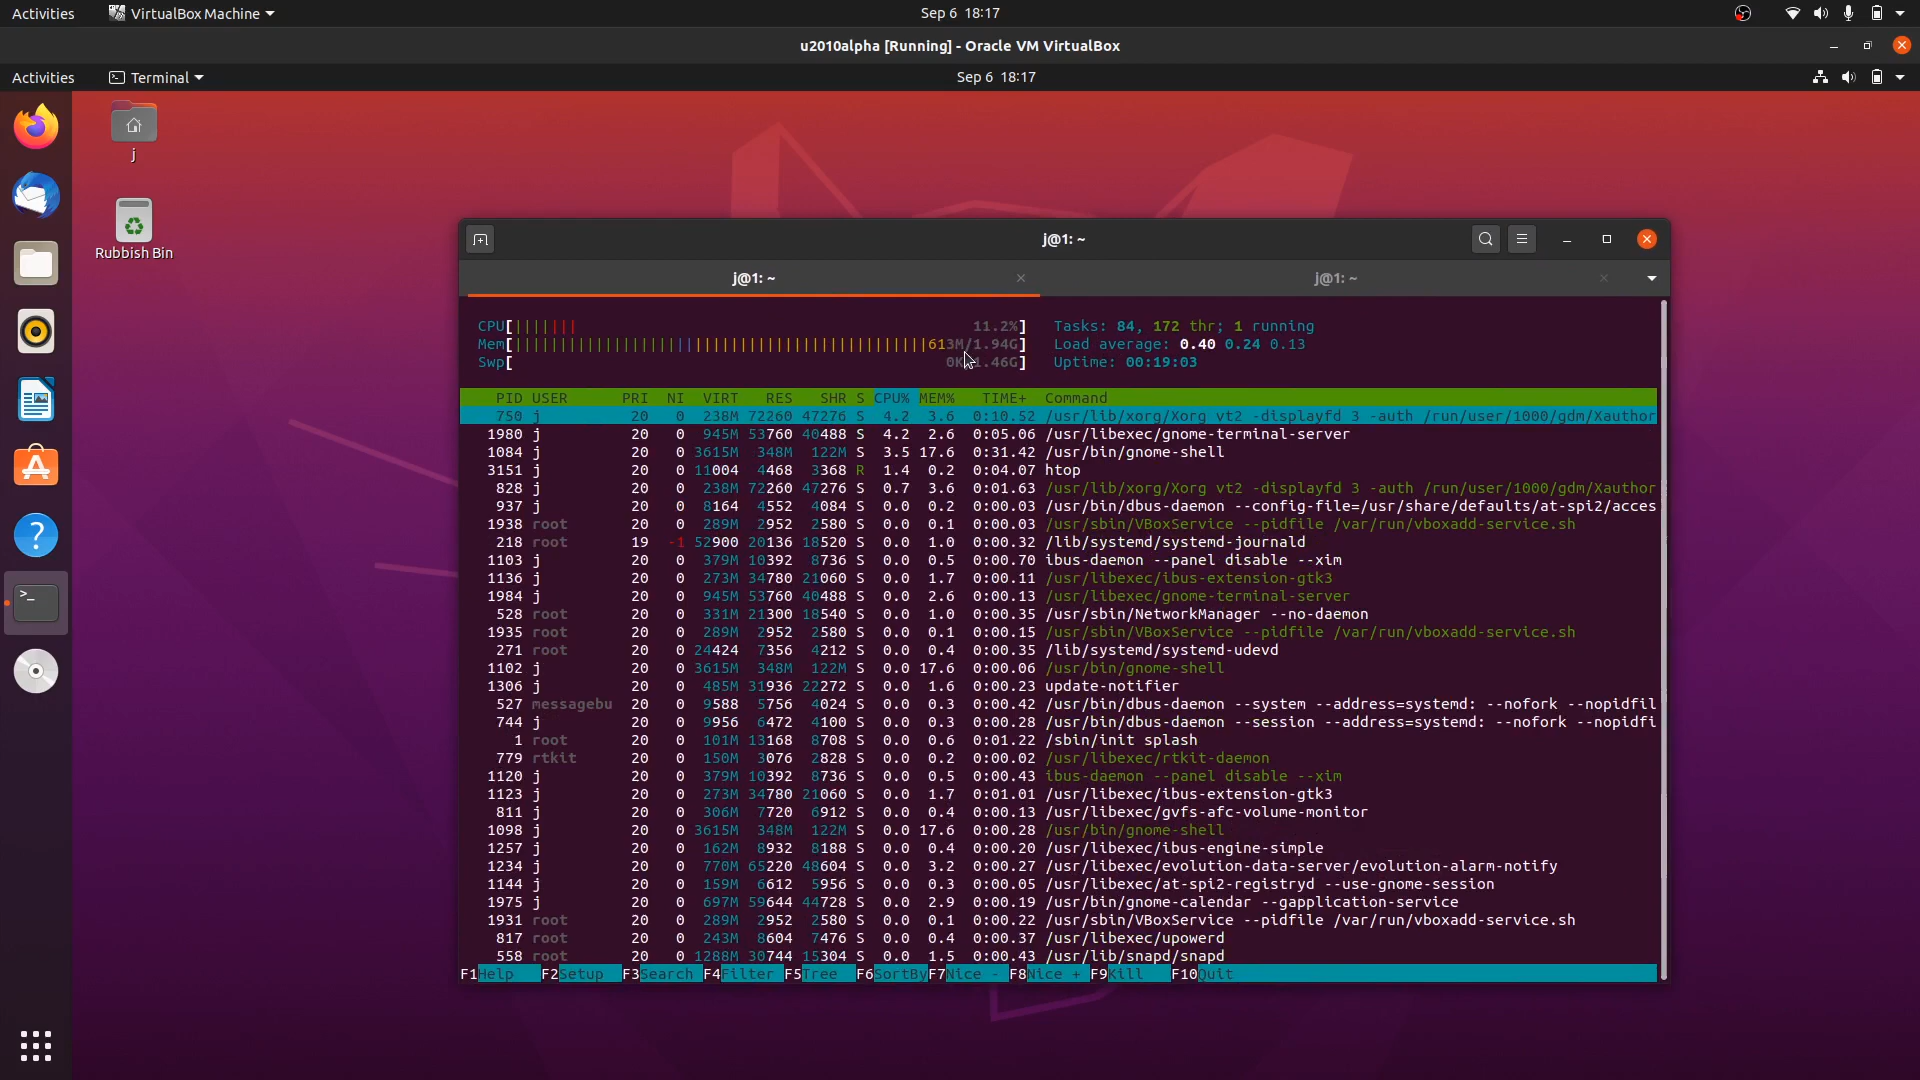 Activities VirtualBox Machine Sep 6 18:17
u2010alpha [Running] - Oracle VM VirtualBox
Activities Terminal Sep 6 18:17
j
Rubbish Bin
j@1: ~
j@1: ~ × j@1: ~ ×
CPU[||||||| 11.2%] Tasks: 84, 172 thr; 1 running
Mem[||||||||||||||||||||||||||||||||||||||||||||||613M/1.94G] Load average: 0.40 0.24 0.13
Swp[ 0K/1.46G] Uptime: 00:19:03
PID USER PRI NI VIRT RES SHR S CPU% MEM% TIME+ Command
750 j 20 0 238M 72260 47276 S 4.2 3.6 0:10.52 /usr/lib/xorg/Xorg vt2 -displayfd 3 -auth /run/user/1000/gdm/Xauthor
1980 j 20 0 945M 53760 40488 S 4.2 2.6 0:05.06 /usr/libexec/gnome-terminal-server
1084 j 20 0 3615M 348M 122M S 3.5 17.6 0:31.42 /usr/bin/gnome-shell
3151 j 20 0 11004 4468 3368 R 1.4 0.2 0:04.07 htop
828 j 20 0 238M 72260 47276 S 0.7 3.6 0:01.63 /usr/lib/xorg/Xorg vt2 -displayfd 3 -auth /run/user/1000/gdm/Xauthor
937 j 20 0 8164 4552 4084 S 0.0 0.2 0:00.03 /usr/bin/dbus-daemon --config-file=/usr/share/defaults/at-spi2/acces
1938 root 20 0 289M 2952 2580 S 0.0 0.1 0:00.03 /usr/sbin/VBoxService --pidfile /var/run/vboxadd-service.sh
218 root 19 -1 52900 20136 18520 S 0.0 1.0 0:00.32 /lib/systemd/systemd-journald
1103 j 20 0 379M 10392 8736 S 0.0 0.5 0:00.70 ibus-daemon --panel disable --xim
1136 j 20 0 273M 34780 21060 S 0.0 1.7 0:00.11 /usr/libexec/ibus-extension-gtk3
1984 j 20 0 945M 53760 40488 S 0.0 2.6 0:00.13 /usr/libexec/gnome-terminal-server
528 root 20 0 331M 21300 18540 S 0.0 1.0 0:00.35 /usr/sbin/NetworkManager --no-daemon
1935 root 20 0 289M 2952 2580 S 0.0 0.1 0:00.15 /usr/sbin/VBoxService --pidfile /var/run/vboxadd-service.sh
271 root 20 0 24424 7356 4212 S 0.0 0.4 0:00.35 /lib/systemd/systemd-udevd
1102 j 20 0 3615M 348M 122M S 0.0 17.6 0:00.06 /usr/bin/gnome-shell
1306 j 20 0 485M 31936 22272 S 0.0 1.6 0:00.23 update-notifier
527 messagebu 20 0 9588 5756 4024 S 0.0 0.3 0:00.42 /usr/bin/dbus-daemon --system --address=systemd: --nofork --nopidfil
744 j 20 0 9956 6472 4100 S 0.0 0.3 0:00.28 /usr/bin/dbus-daemon --session --address=systemd: --nofork --nopidfi
1 root 20 0 101M 13168 8708 S 0.0 0.6 0:01.22 /sbin/init splash
779 rtkit 20 0 150M 3076 2828 S 0.0 0.2 0:00.02 /usr/libexec/rtkit-daemon
1120 j 20 0 379M 10392 8736 S 0.0 0.5 0:00.43 ibus-daemon --panel disable --xim
1123 j 20 0 273M 34780 21060 S 0.0 1.7 0:01.01 /usr/libexec/ibus-extension-gtk3
811 j 20 0 306M 7720 6912 S 0.0 0.4 0:00.13 /usr/libexec/gvfs-afc-volume-monitor
1098 j 20 0 3615M 348M 122M S 0.0 17.6 0:00.28 /usr/bin/gnome-shell
1257 j 20 0 162M 8932 8188 S 0.0 0.4 0:00.20 /usr/libexec/ibus-engine-simple
1234 j 20 0 770M 65220 48604 S 0.0 3.2 0:00.27 /usr/libexec/evolution-data-server/evolution-alarm-notify
1144 j 20 0 159M 6612 5956 S 0.0 0.3 0:00.05 /usr/libexec/at-spi2-registryd --use-gnome-session
1975 j 20 0 697M 59644 44728 S 0.0 2.9 0:00.19 /usr/bin/gnome-calendar --gapplication-service
1931 root 20 0 289M 2952 2580 S 0.0 0.1 0:00.22 /usr/sbin/VBoxService --pidfile /var/run/vboxadd-service.sh
817 root 20 0 243M 8604 7476 S 0.0 0.4 0:00.37 /usr/libexec/upowerd
558 root 20 0 1288M 30744 15304 S 0.0 1.5 0:00.43 /usr/lib/snapd/snapd
F1Help F2Setup F3Search F4Filter F5Tree F6SortBy F7Nice - F8Nice + F9Kill F10Quit